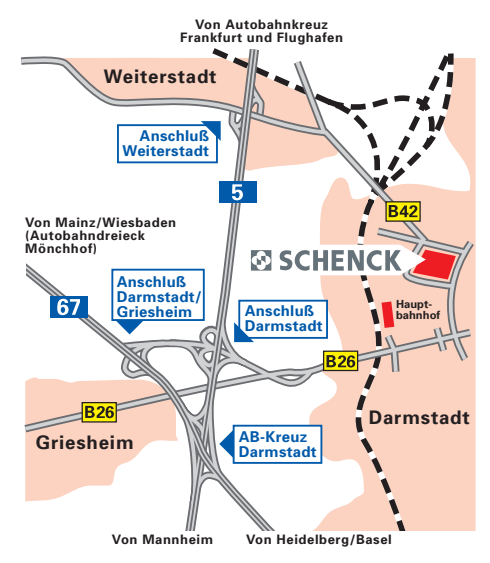 Von Autobahnkreuz
Frankfurt und Flughafen
Weiterstadt
Anschluß
Weiterstadt
5
B42
Von Mainz/Wiesbaden
(Autobahndreieck
Mönchhof)
SCHENCK
Anschluß
Darmstadt/
Griesheim
67
Anschluß
Darmstadt
Haupt-
bahnhof
B26
B26
Darmstadt
Griesheim
AB-Kreuz
Darmstadt
Von Mannheim
Von Heidelberg/Basel